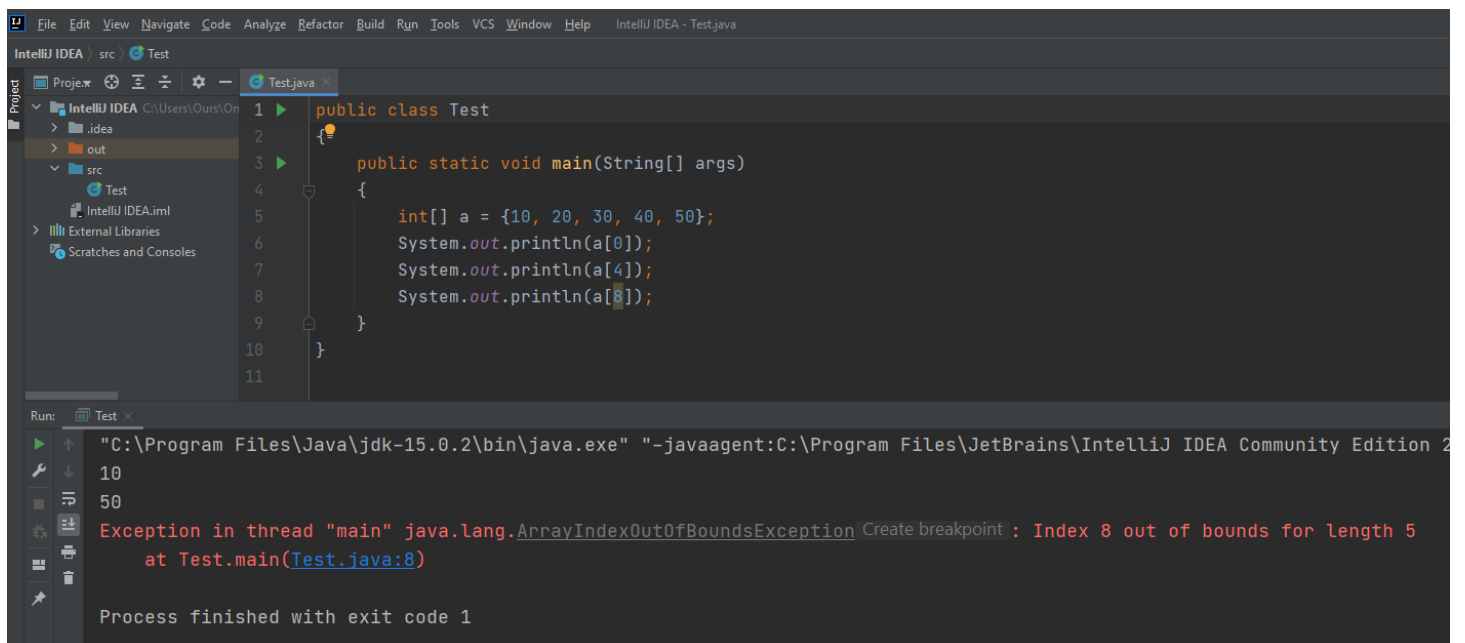 File Edit View Navigate Code Analyze Refactor Build Run Tools VCS Window Help IntelliJ IDEA - Test.java
IntelliJ IDEA src Test
Project
Proje
IntelliJ IDEA C:\Users\Ours\On
.idea
out
src
Test
IntelliJ IDEA.iml
External Libraries
Scratches and Consoles
Test.java
1 public class Test
2 {
3 public static void main(String[] args)
4 {
5 int[] a = {10, 20, 30, 40, 50};
6 System.out.println(a[0]);
7 System.out.println(a[4]);
8 System.out.println(a[8]);
9 }
10 }
11
Run: Test
"C:\Program Files\Java\jdk-15.0.2\bin\java.exe" "-javaagent:C:\Program Files\JetBrains\IntelliJ IDEA Community Edition 2
10
50
Exception in thread "main" java.lang.ArrayIndexOutOfBoundsException Create breakpoint : Index 8 out of bounds for length 5
at Test.main(Test.java:8)
Process finished with exit code 1